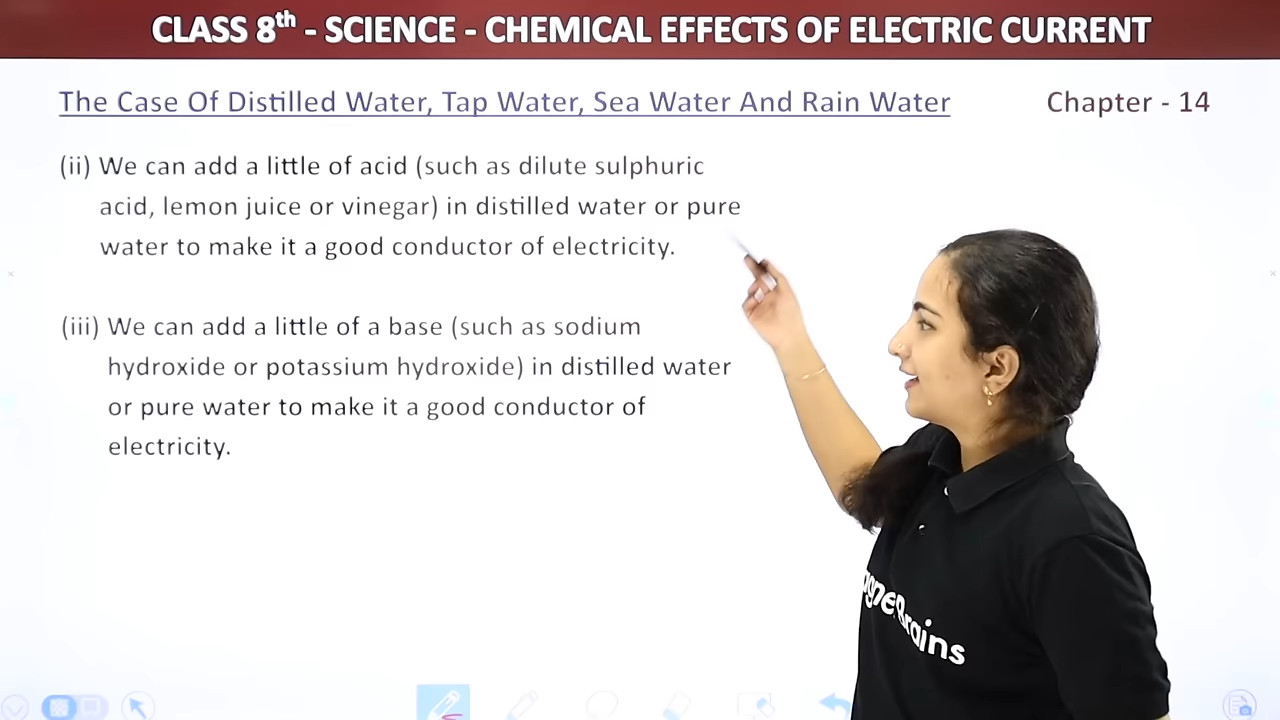 CLASS 8th - SCIENCE - CHEMICAL EFFECTS OF ELECTRIC CURRENT
The Case Of Distilled Water, Tap Water, Sea Water And Rain Water
Chapter - 14
(ii) We can add a little of acid (such as dilute sulphuric
acid, lemon juice or vinegar) in distilled water or pure
water to make it a good conductor of electricity.
(iii) We can add a little of a base (such as sodium
hydroxide or potassium hydroxide) in distilled water
or pure water to make it a good conductor of
electricity.